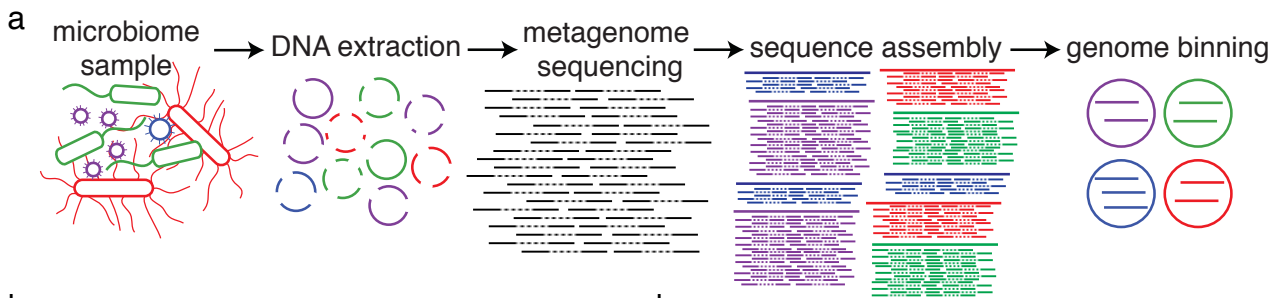 a
microbiome
sample
DNA extraction
metagenome
sequencing
sequence assembly
genome binning